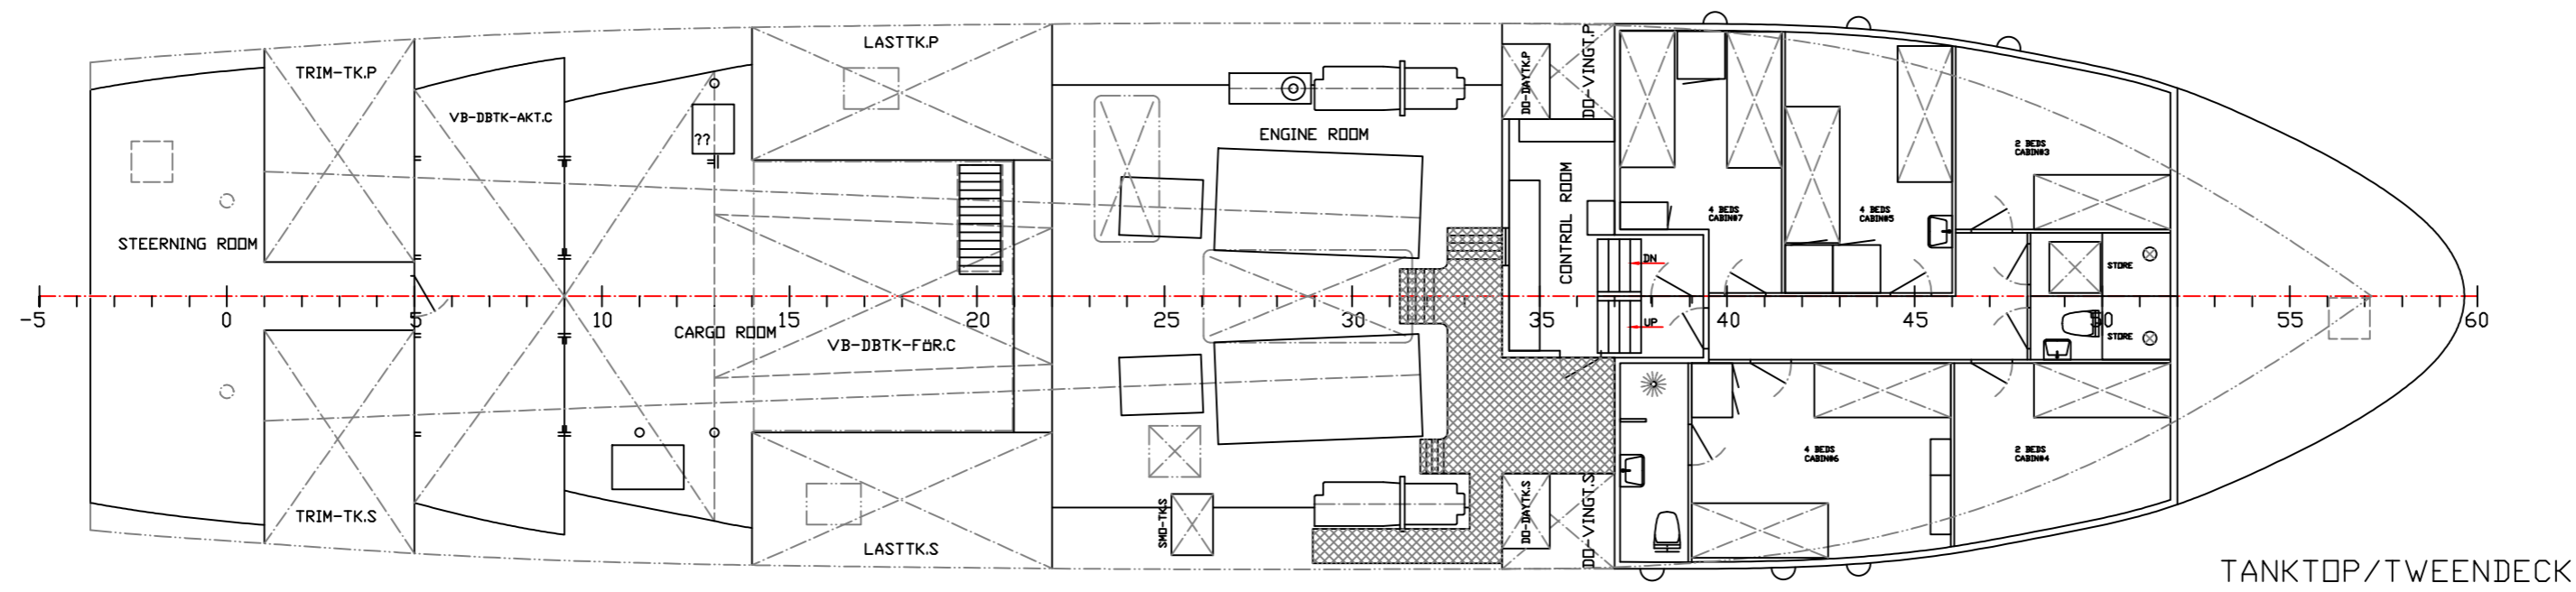 LASTTK.P
TRIM-TK.P
DO-DAYTK.P
DO-VINGT.P
VB-DBTK-AKT.C
??
ENGINE ROOM
2 BEDS
CABIN#3
CONTROL ROOM
4 BEDS
CABIN#7
4 BEDS
CABIN#5
STEERNING ROOM
DN
STORE
-5 0 5 10 15 20 25 30 35 40 45 50 55 60
UP
CARGO ROOM
VB-DBTK-FÖR.C
STORE
4 BEDS
CABIN#6
2 BEDS
CABIN#4
TRIM-TK.S
SMO-TK.S
DO-DAYTK.S
DO-VINGT.S
LASTTK.S
TANKTOP/TWEENDECK